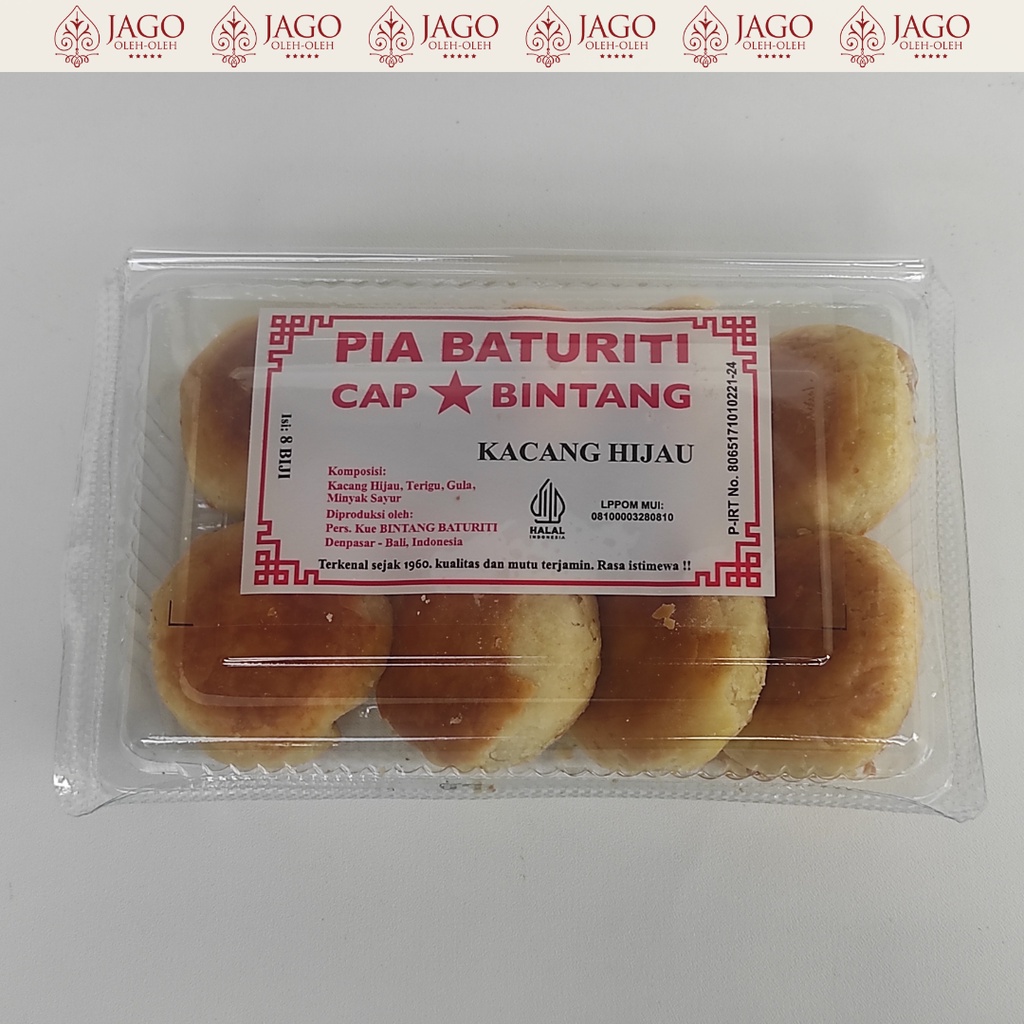 JAGO JAGO JAGO JAGO JAGO JAGO
OLEH-OLEH OLEH-OLEH OLEH-OLEH OLEH-OLEH OLEH-OLEH OLEH-OLEH
PIA BATURITI
CAP ★ BINTANG
KACANG HIJAU
Isi: 8 BIJI
Komposisi:
Kacang Hijau, Terigu, Gula,
Minyak Sayur
Diproduksi oleh:
Pers. Kue BINTANG BATURITI
Denpasar - Bali, Indonesia
HALAL
INDONESIA
LPPOM MUI:
08100003280810
P-IRT No. 8065171010221-24
Terkenal sejak 1960. kualitas dan mutu terjamin. Rasa istimewa !!